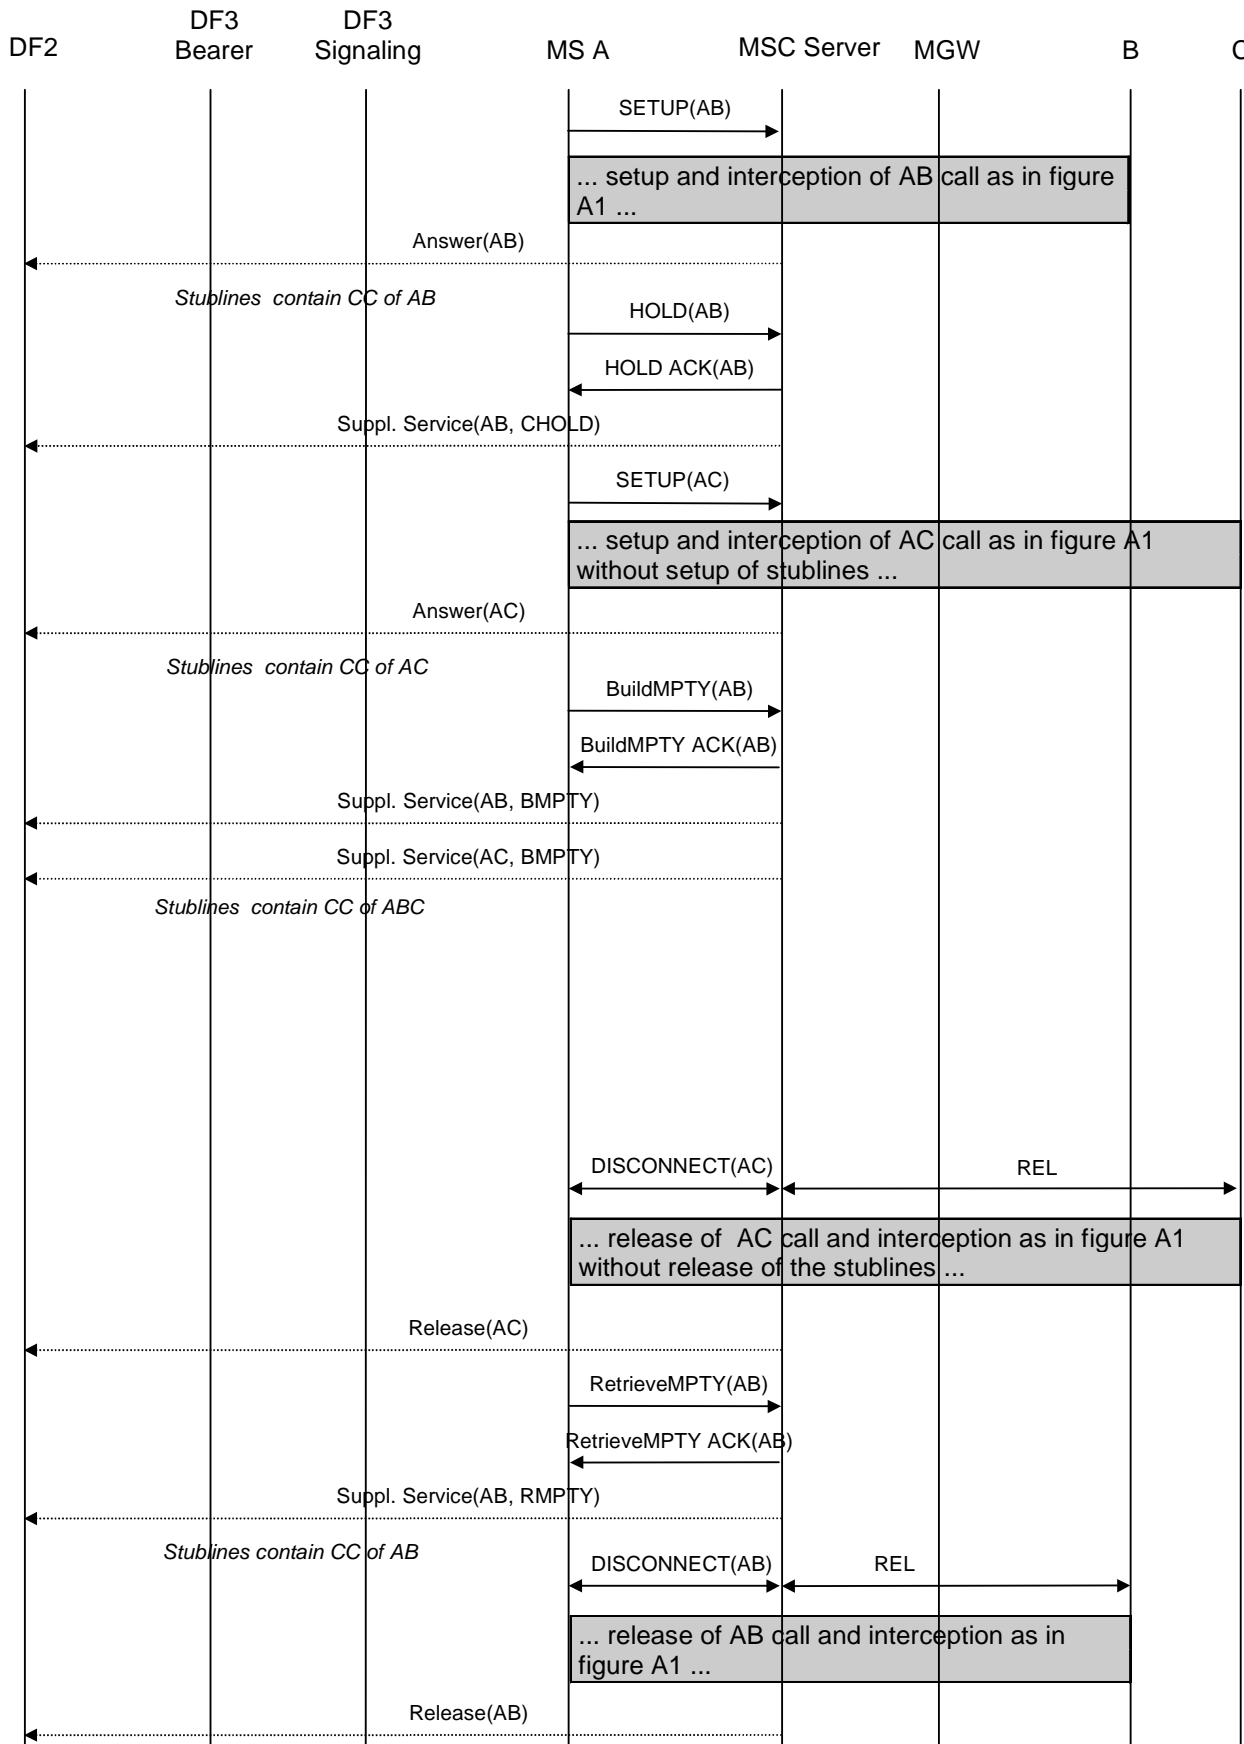 DF2
DF3
Bearer
DF3
Signaling
MS A
MSC Server
MGW
B
C
SETUP(AB)
... setup and interception of AB call as in figure
A1 ...
Answer(AB)
Stublines contain CC of AB
HOLD(AB)
HOLD ACK(AB)
Suppl. Service(AB, CHOLD)
SETUP(AC)
... setup and interception of AC call as in figure A1
without setup of stublines ...
Answer(AC)
Stublines contain CC of AC
BuildMPTY(AB)
BuildMPTY ACK(AB)
Suppl. Service(AB, BMPTY)
Suppl. Service(AC, BMPTY)
Stublines contain CC of ABC
DISCONNECT(AC)
REL
... release of AC call and interception as in figure A1
without release of the stublines ...
Release(AC)
RetrieveMPTY(AB)
RetrieveMPTY ACK(AB)
Suppl. Service(AB, RMPTY)
Stublines contain CC of AB
DISCONNECT(AB)
REL
... release of AB call and interception as in
figure A1 ...
Release(AB)